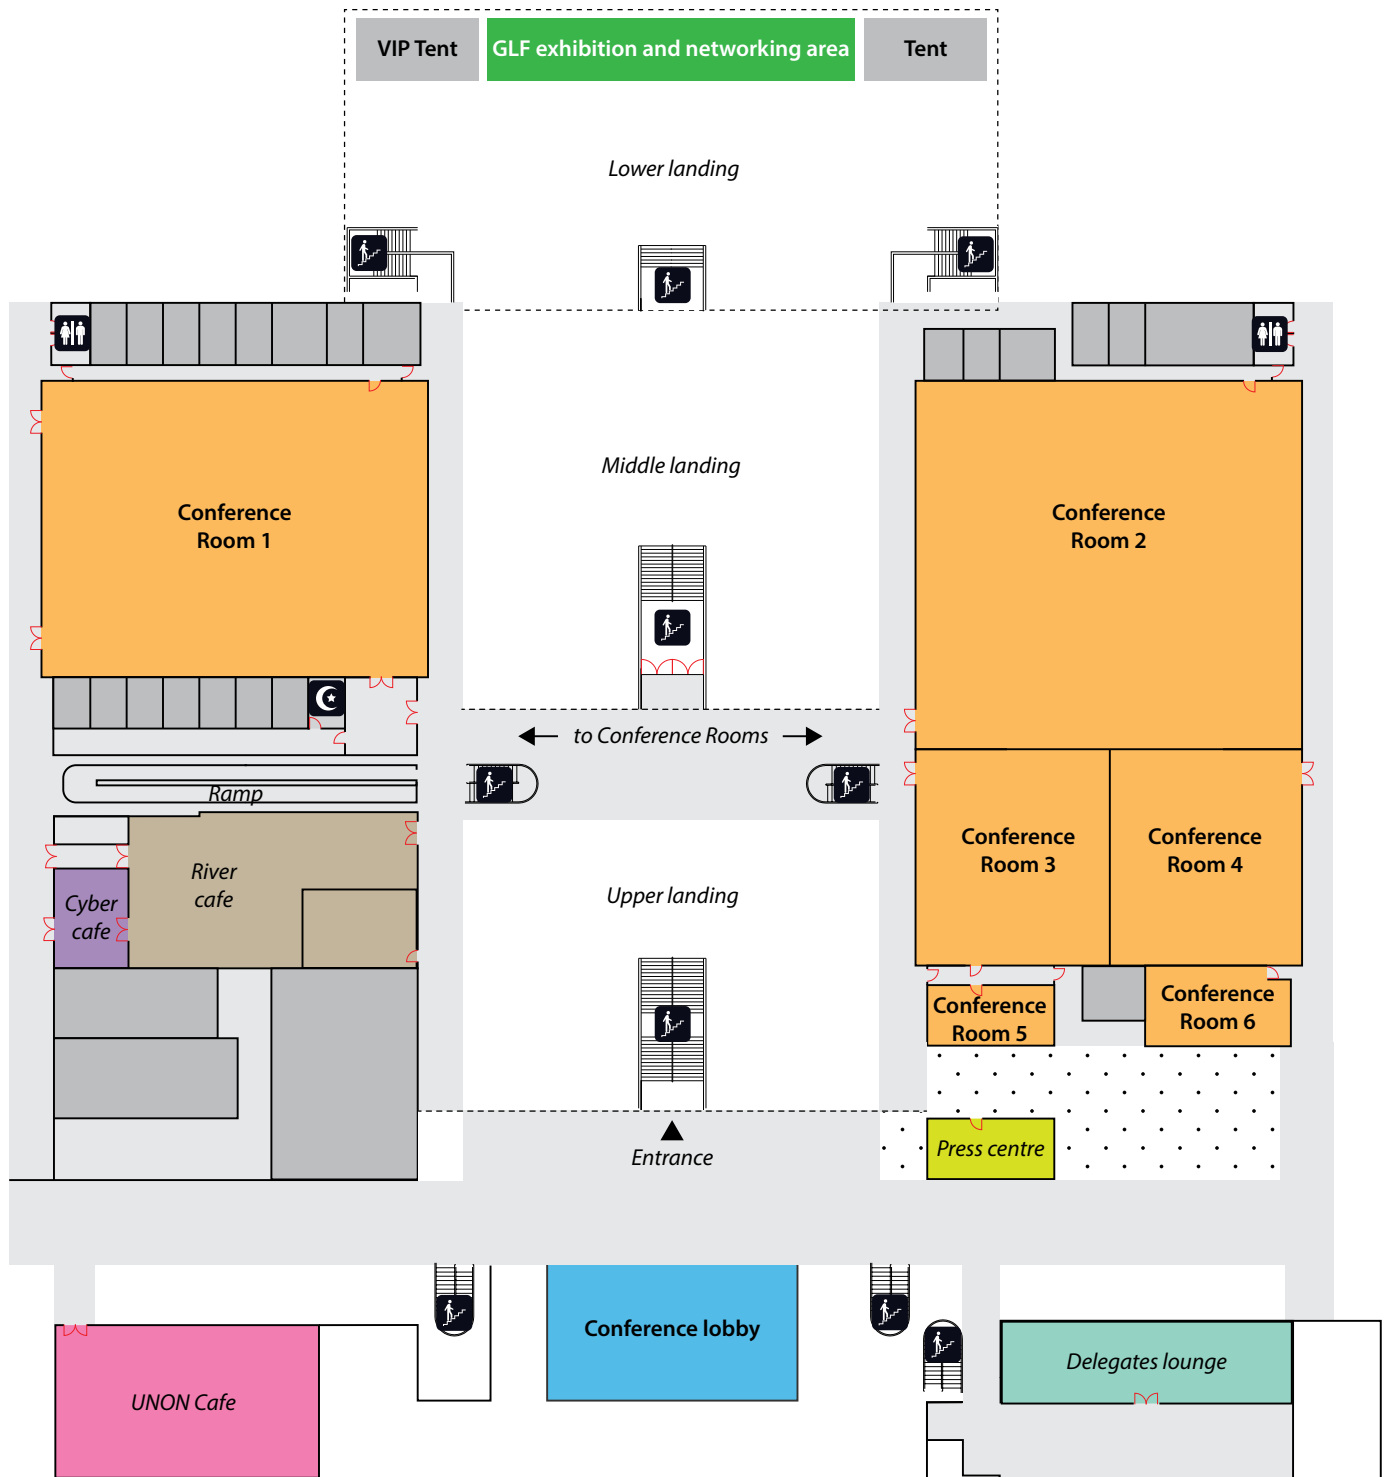 VIP Tent
GLF exhibition and networking area
Tent
Lower landing
Middle landing
Conference
Room 1
Conference
Room 2
to Conference Rooms
Ramp
River
cafe
Cyber
cafe
Conference
Room 3
Conference
Room 4
Upper landing
Conference
Room 5
Conference
Room 6
Entrance
Press centre
Conference lobby
Delegates lounge
UNON Cafe